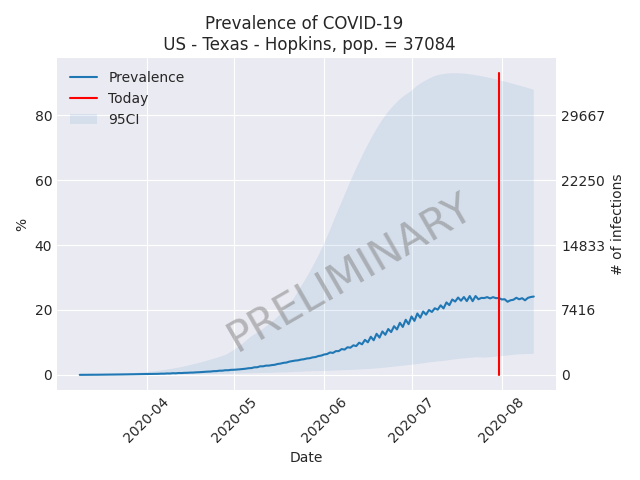 Prevalence of COVID-19
US - Texas - Hopkins, pop. = 37084
Prevalence
Today
95CI
%
80
60
40
20
0
29667
22250
14833
7416
0
# of infections
PRELIMINARY
2020-04
2020-05
2020-06
2020-07
2020-08
Date